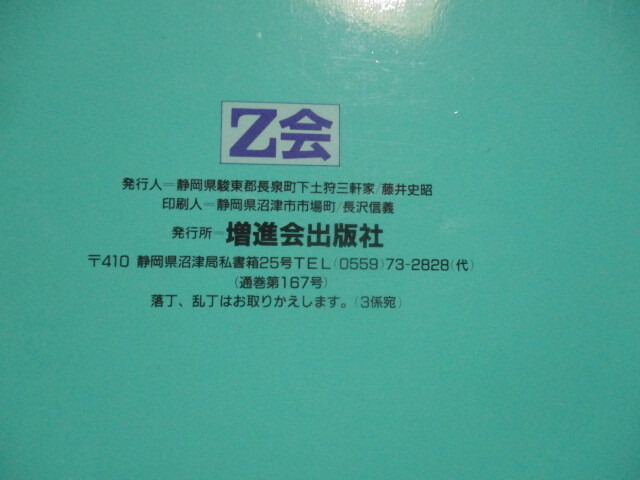 Z会
発行人=静岡県駿東郡長泉町下土狩三軒家/藤井史昭
印刷人=静岡県沼津市市場町/長沢信義
発行所=増進会出版社
〒410 静岡県沼津局私書箱25号TEL(0559)73-2828(代)
(通巻第167号)
落丁、乱丁はお取りかえします。(3係宛)